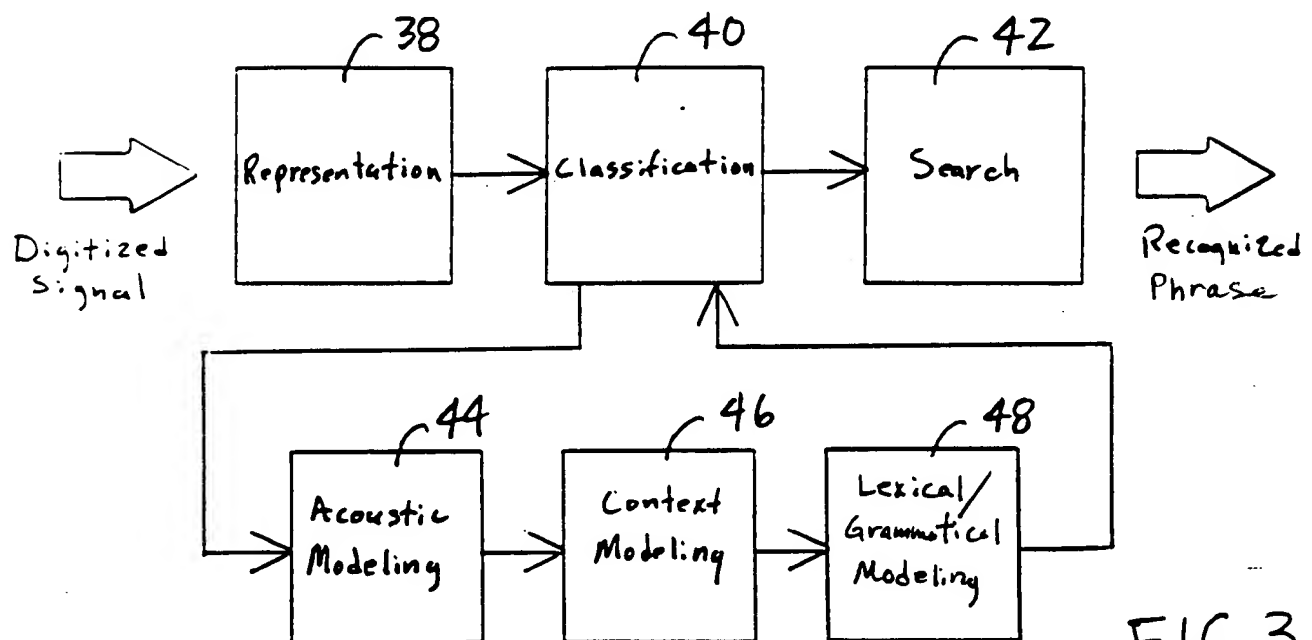 38
40
42
Representation
Classification
Search
Digitized
Signal
Recognized
Phrase
44
46
48
Acoustic
Modeling
Context
Modeling
Lexical/
Grammatical
Modeling
FIG 3